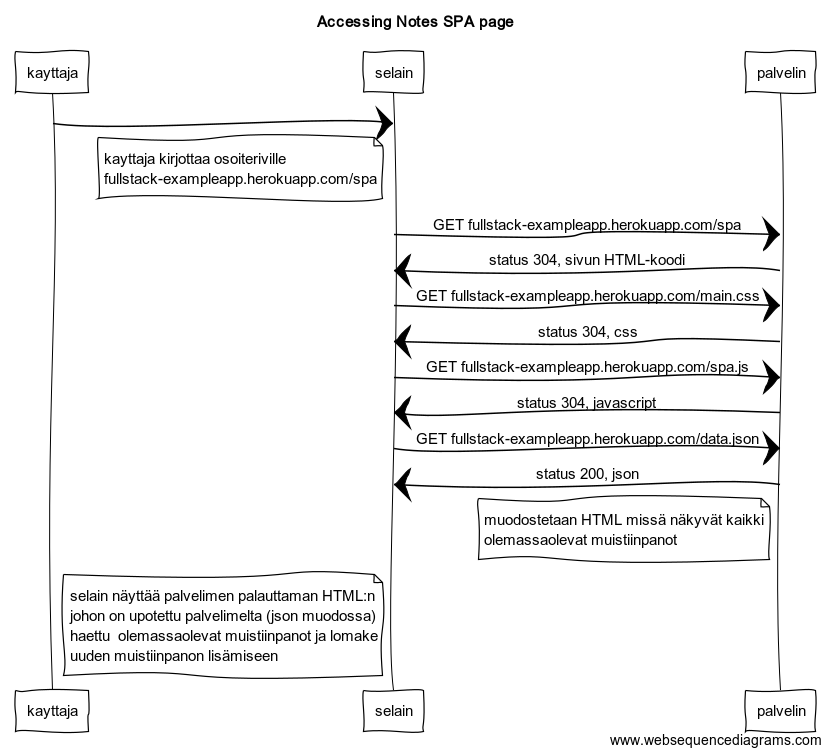 Accessing Notes SPA page
kayttaja
selain
palvelin
kayttaja kirjottaa osoiteriville
fullstack-exampleapp.herokuapp.com/spa
GET fullstack-exampleapp.herokuapp.com/spa
status 304, sivun HTML-koodi
GET fullstack-exampleapp.herokuapp.com/main.css
status 304, css
GET fullstack-exampleapp.herokuapp.com/spa.js
status 304, javascript
GET fullstack-exampleapp.herokuapp.com/data.json
status 200, json
muodostetaan HTML missä näkyvät kaikki
olemassaolevat muistiinpanot
selain näyttää palvelimen palauttaman HTML:n
johon on upotettu palvelimelta (json muodossa)
haettu  olemassaolevat muistiinpanot ja lomake
uuden muistiinpanon lisämiseen
kayttaja
selain
palvelin
www.websequencediagrams.com